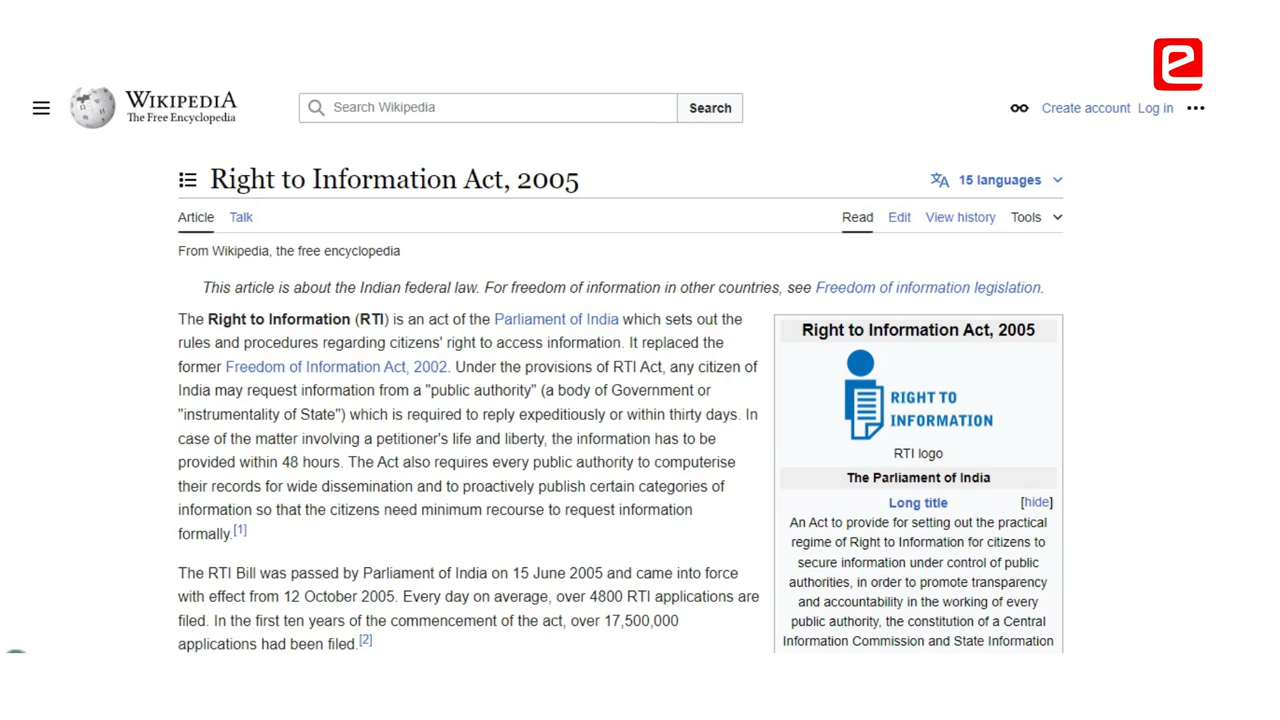 e
WIKIPEDIA
The Free Encyclopedia
Search Wikipedia
Search
Create account Log in
Right to Information Act, 2005
15 languages
Article Talk
Read Edit View history Tools
From Wikipedia, the free encyclopedia
This article is about the Indian federal law. For freedom of information in other countries, see Freedom of information legislation.
The Right to Information (RTI) is an act of the Parliament of India which sets out the
rules and procedures regarding citizens' right to access information. It replaced the
former Freedom of Information Act, 2002. Under the provisions of RTI Act, any citizen of
India may request information from a "public authority" (a body of Government or
"instrumentality of State") which is required to reply expeditiously or within thirty days. In
case of the matter involving a petitioner's life and liberty, the information has to be
provided within 48 hours. The Act also requires every public authority to computerise
their records for wide dissemination and to proactively publish certain categories of
information so that the citizens need minimum recourse to request information
formally.[1]
The RTI Bill was passed by Parliament of India on 15 June 2005 and came into force
with effect from 12 October 2005. Every day on average, over 4800 RTI applications are
filed. In the first ten years of the commencement of the act, over 17,500,000
applications had been filed.[2]
Right to Information Act, 2005
RIGHT TO
INFORMATION
RTI logo
The Parliament of India
Long title [hide]
An Act to provide for setting out the practical
regime of Right to Information for citizens to
secure information under control of public
authorities, in order to promote transparency
and accountability in the working of every
public authority, the constitution of a Central
Information Commission and State Information